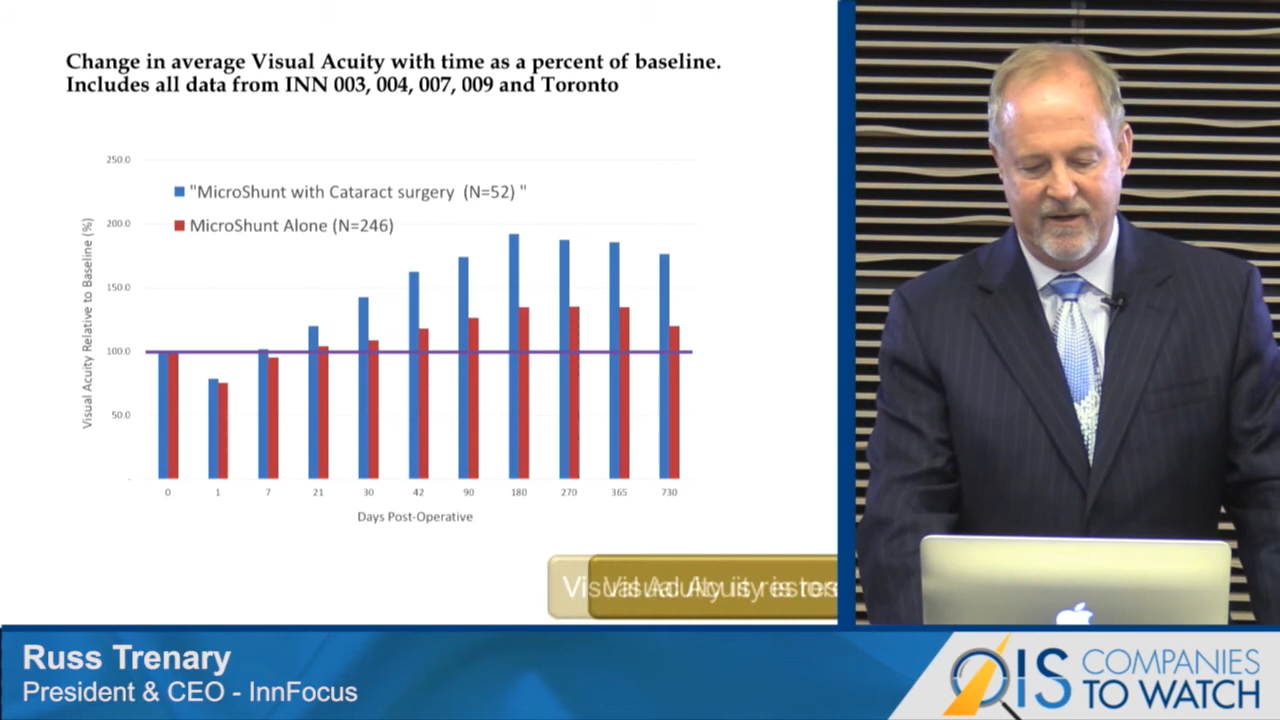 Change in average Visual Acuity with time as a percent of baseline.
Includes all data from INN 003, 004, 007, 009 and Toronto
250.0
200.0
150.0
100.0
50.0
-
Visual Acuity Relative to Baseline (%)
"MicroShunt with Cataract surgery (N=52) "
MicroShunt Alone (N=246)
0 1 7 21 30 42 90 180 270 365 730
Days Post-Operative
Visual Acuity is
Russ Trenary
President & CEO - InnFocus
OIS COMPANIES
TO WATCH